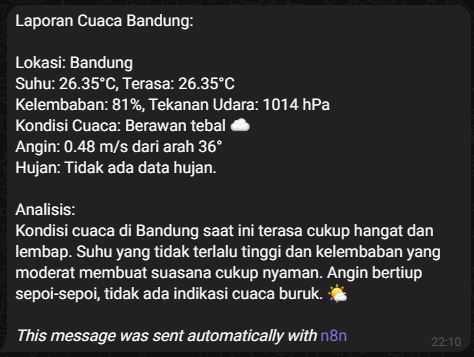 Laporan Cuaca Bandung:
Lokasi: Bandung
Suhu: 26.35°C, Terasa: 26.35°C
Kelembaban: 81%, Tekanan Udara: 1014 hPa
Kondisi Cuaca: Berawan tebal ☁️
Angin: 0.48 m/s dari arah 36°
Hujan: Tidak ada data hujan.
Analisis:
Kondisi cuaca di Bandung saat ini terasa cukup hangat dan
lembap. Suhu yang tidak terlalu tinggi dan kelembaban yang
moderat membuat suasana cukup nyaman. Angin bertiup
sepoi-sepoi, tidak ada indikasi cuaca buruk. 🌤️
This message was sent automatically with n8n
22:10